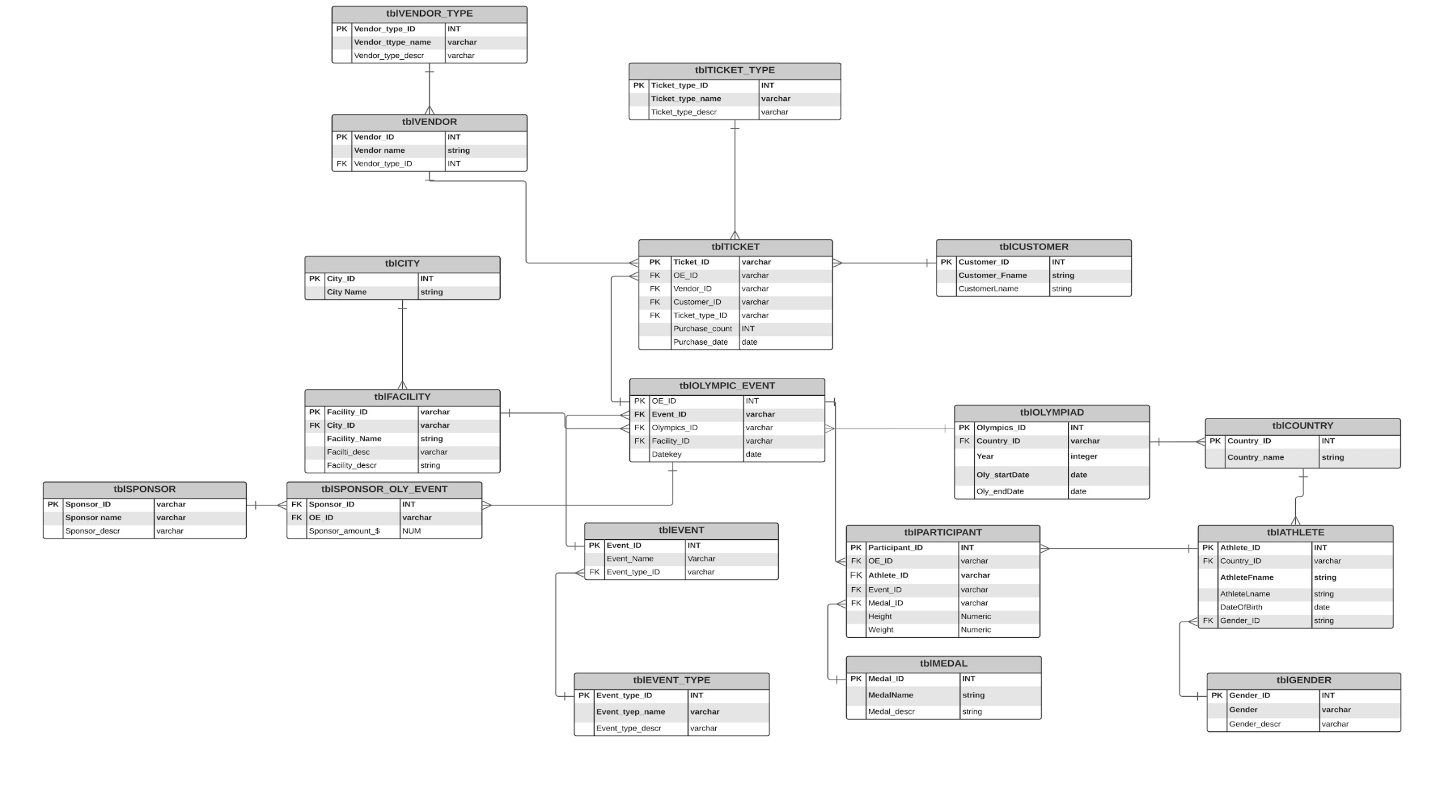 tblVENDOR_TYPE
PK Vendor_type_ID INT
Vendor_ttype_name varchar
Vendor_type_descr varchar
tblTICKET_TYPE
PK Ticket_type_ID INT
Ticket_type_name varchar
Ticket_type_descr varchar
tblVENDOR
PK Vendor_ID INT
Vendor name string
FK Vendor_type_ID INT
tblTICKET
PK Ticket_ID varchar
FK OE_ID varchar
FK Vendor_ID varchar
FK Customer_ID varchar
FK Ticket_type_ID varchar
Purchase_count INT
Purchase_date date
tblCUSTOMER
PK Customer_ID INT
Customer_Fname string
CustomerLname string
tblCITY
PK City_ID INT
City Name string
tblFACILITY
PK Facility_ID varchar
FK City_ID varchar
Facility_Name string
Facilti_desc varchar
Facility_descr string
tblOLYMPIC_EVENT
PK OE_ID INT
FK Event_ID varchar
FK Olympics_ID varchar
FK Facility_ID varchar
Datekey date
tblOLYMPIAD
PK Olympics_ID INT
FK Country_ID varchar
Year integer
Oly_startDate date
Oly_endDate date
tblCOUNTRY
PK Country_ID INT
Country_name string
tblSPONSOR
PK Sponsor_ID varchar
Sponsor name varchar
Sponsor_descr varchar
tblSPONSOR_OLY_EVENT
FK Sponsor_ID INT
FK OE_ID varchar
Sponsor_amount_$ NUM
tblEVENT
PK Event_ID INT
Event_Name Varchar
FK Event_type_ID varchar
tblPARTICIPANT
PK Participant_ID INT
FK OE_ID varchar
FK Athlete_ID varchar
FK Event_ID varchar
FK Medal_ID varchar
Height Numeric
Weight Numeric
tblATHLETE
PK Athlete_ID INT
FK Country_ID varchar
AthleteFname string
AthleteLname string
DateOfBirth date
FK Gender_ID string
tblEVENT_TYPE
PK Event_type_ID INT
Event_tyep_name varchar
Event_type_descr varchar
tblMEDAL
PK Medal_ID INT
MedalName string
Medal_descr string
tblGENDER
PK Gender_ID INT
Gender varchar
Gender_descr varchar